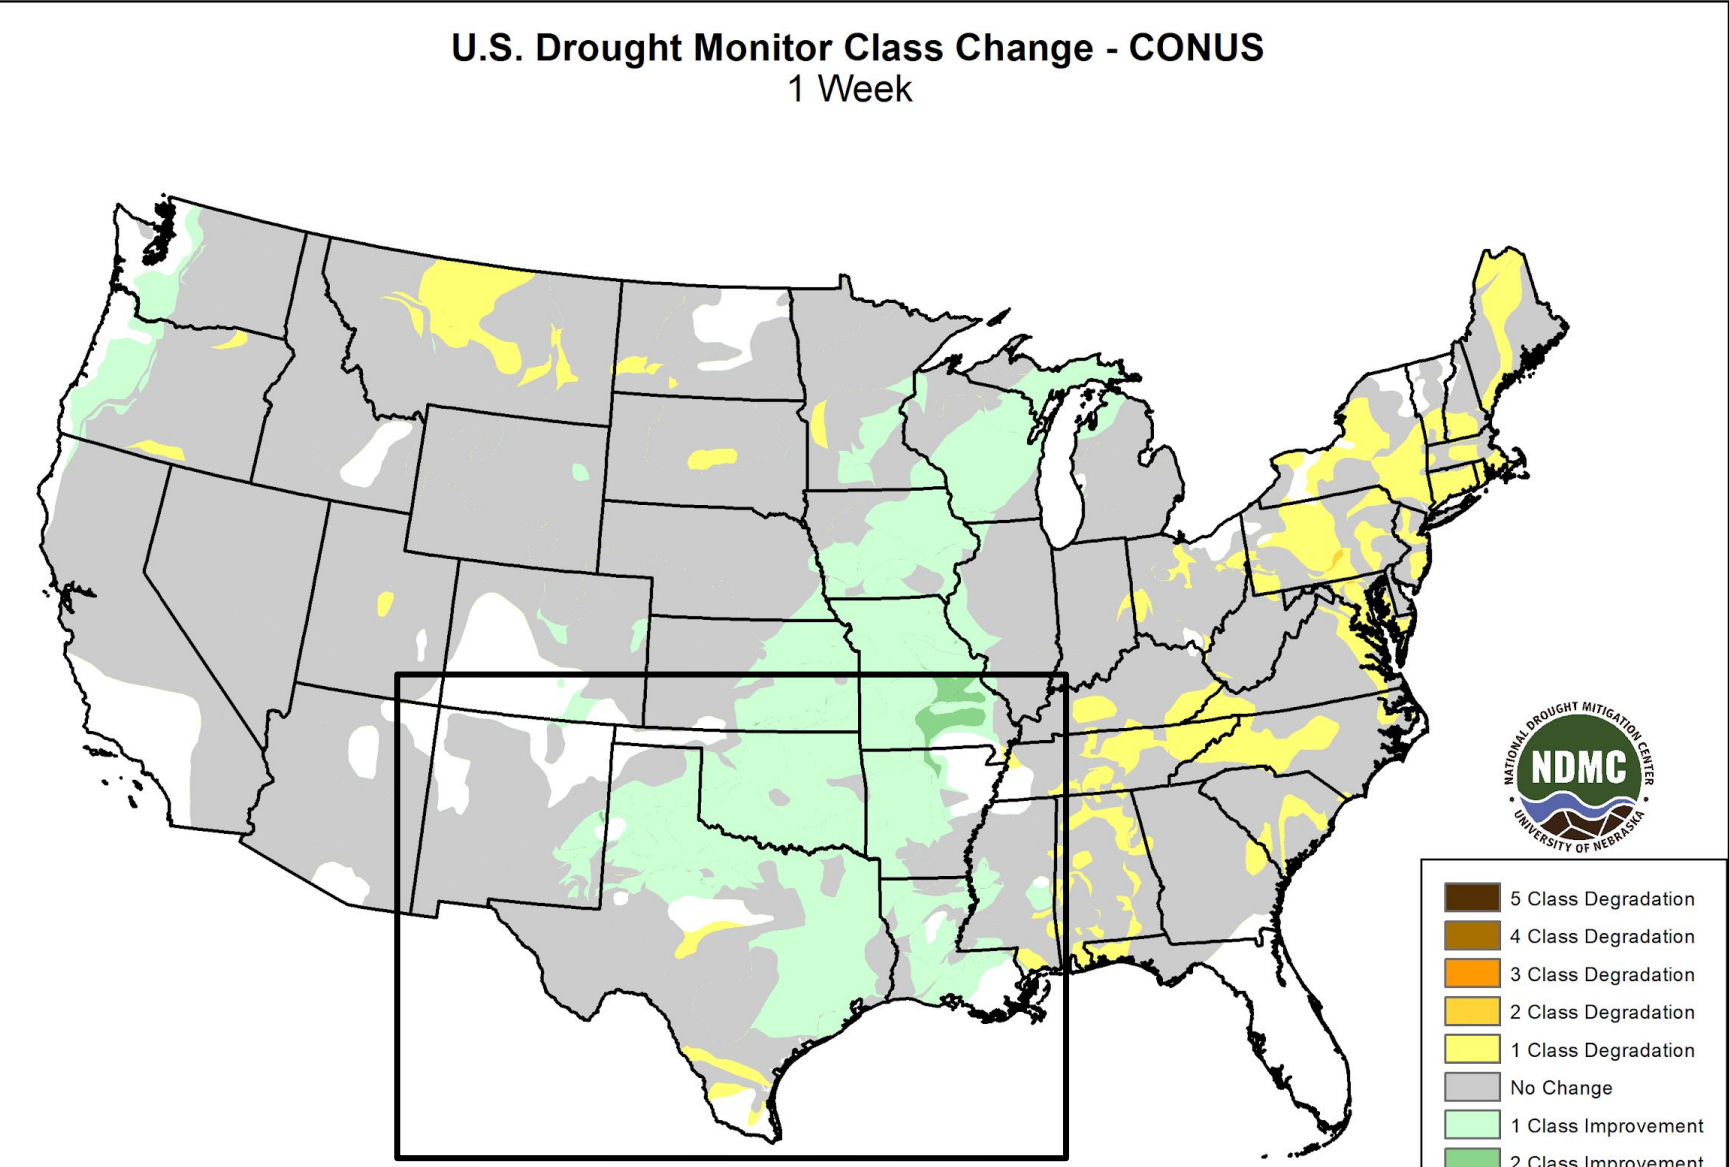 U.S. Drought Monitor Class Change - CONUS
1 Week
NATIONAL DROUGHT MITIGATION CENTER
NDMC
UNIVERSITY OF NEBRASKA
5 Class Degradation
4 Class Degradation
3 Class Degradation
2 Class Degradation
1 Class Degradation
No Change
1 Class Improvement
2 Class Improvement